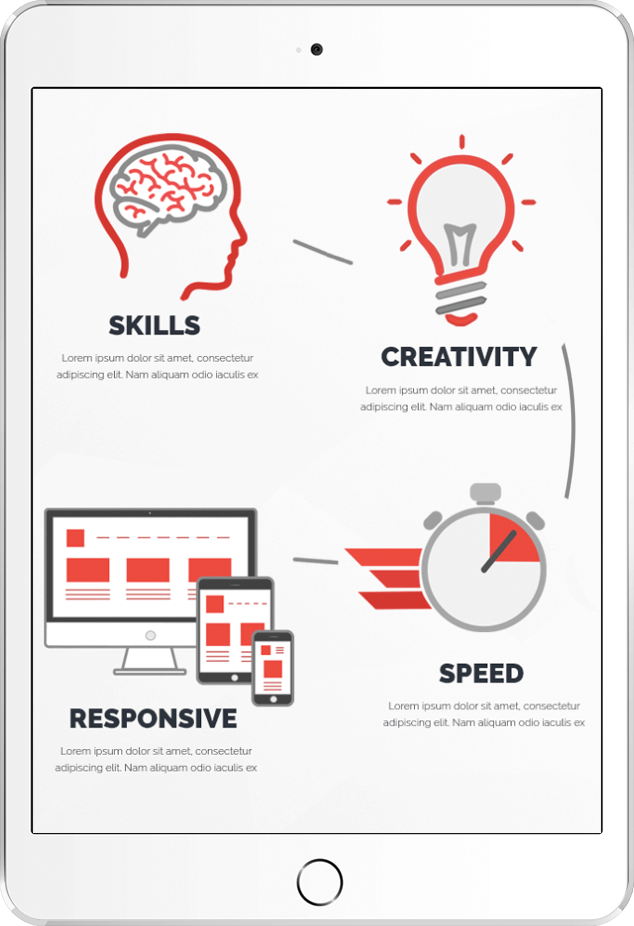 SKILLS
Lorem ipsum dolor sit amet, consectetur
adipiscing elit. Nam aliquam odio iaculis ex
CREATIVITY
Lorem ipsum dolor sit amet, consectetur
adipiscing elit. Nam aliquam odio iaculis ex
RESPONSIVE
Lorem ipsum dolor sit amet, consectetur
adipiscing elit. Nam aliquam odio iaculis ex
SPEED
Lorem ipsum dolor sit amet, consectetur
adipiscing elit. Nam aliquam odio iaculis ex